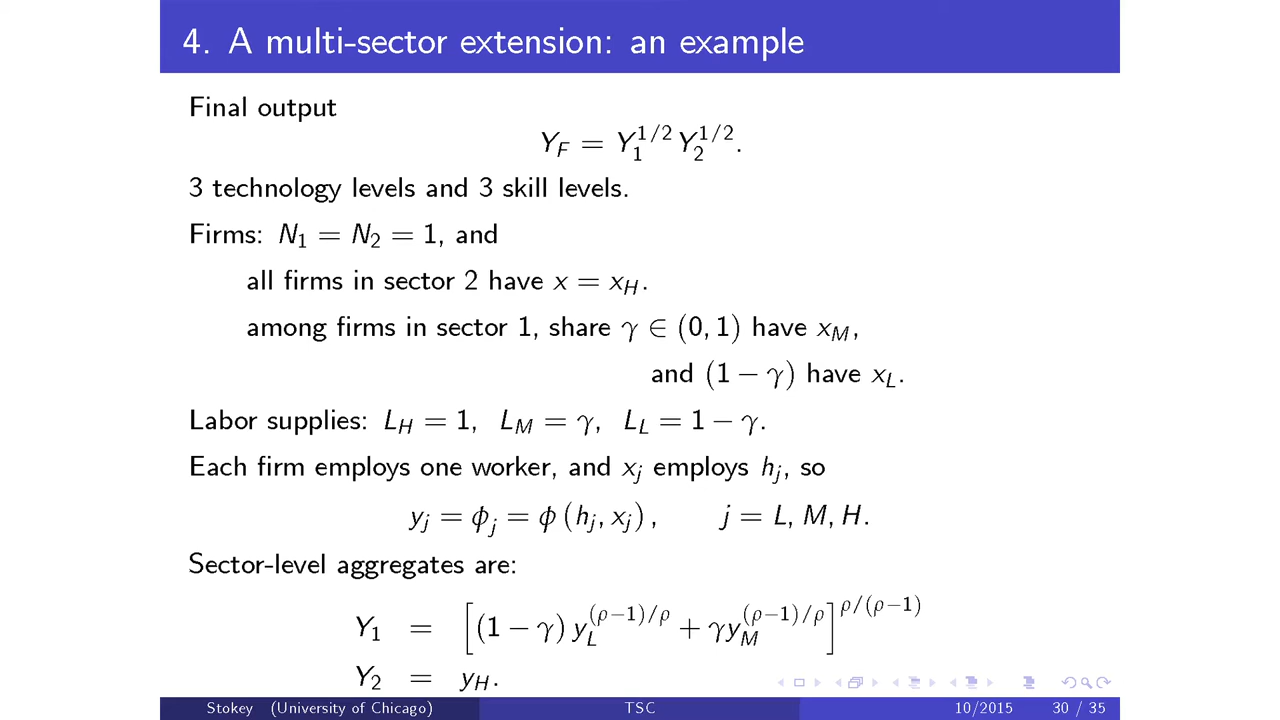 4. A multi-sector extension: an example
Final output
Y_F = Y_1^{1/2} Y_2^{1/2}.
3 technology levels and 3 skill levels.
Firms: N_1 = N_2 = 1, and
all firms in sector 2 have x = x_H.
among firms in sector 1, share γ ∈ (0, 1) have x_M,
and (1 − γ) have x_L.
Labor supplies: L_H = 1, L_M = γ, L_L = 1 − γ.
Each firm employs one worker, and x_j employs h_j, so
y_j = ϕ_j = ϕ (h_j, x_j) , j = L, M, H.
Sector-level aggregates are:
Y_1 = [(1 − γ) y_L^{(ρ−1)/ρ} + γy_M^{(ρ−1)/ρ}]^{ρ/(ρ−1)}
Y_2 = y_H.
Stokey (University of Chicago) TSC 10/2015 30 / 35